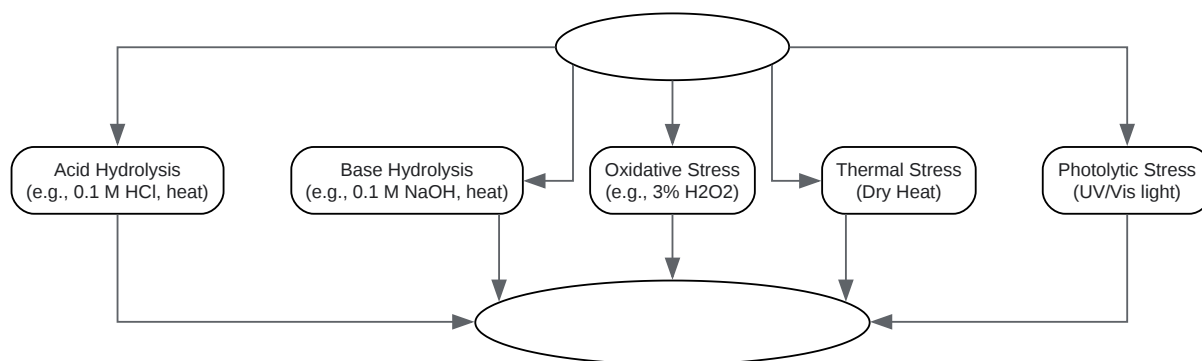 Acid Hydrolysis
(e.g., 0.1 M HCl, heat)
Base Hydrolysis
(e.g., 0.1 M NaOH, heat)
Oxidative Stress
(e.g., 3% H2O2)
Thermal Stress
(Dry Heat)
Photolytic Stress
(UV/Vis light)